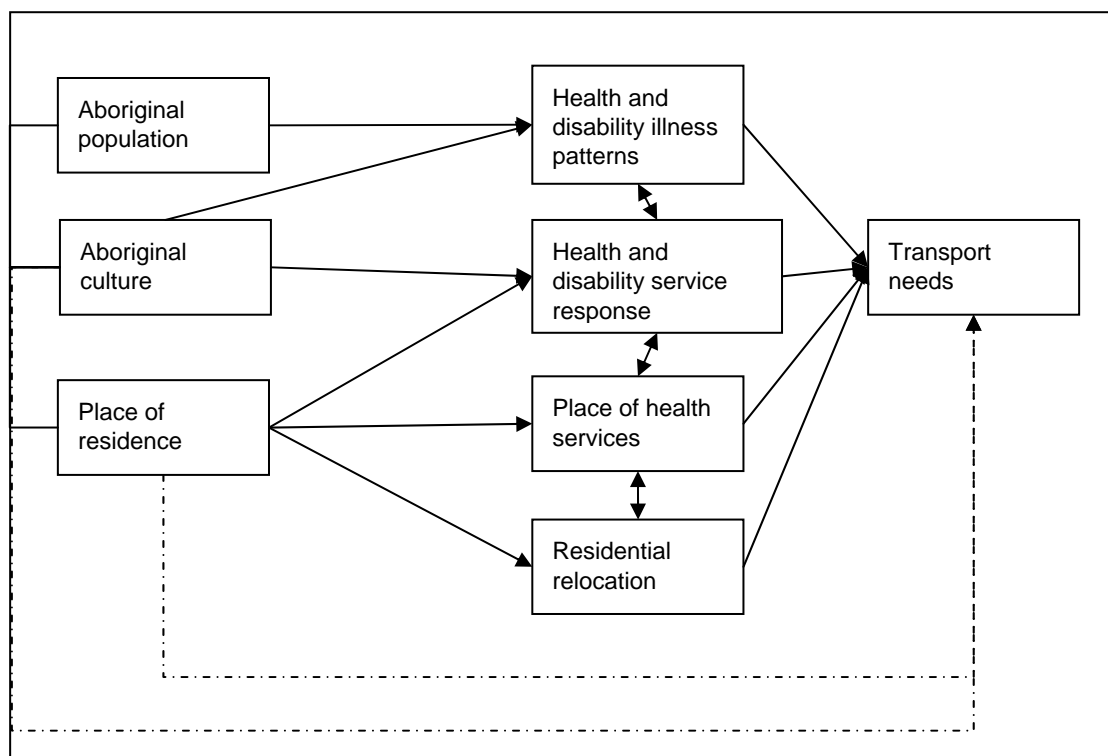 Aboriginal
population
Health and
disability illness
patterns
Aboriginal
culture
Health and
disability service
response
Transport
needs
Place of
residence
Place of health
services
Residential
relocation